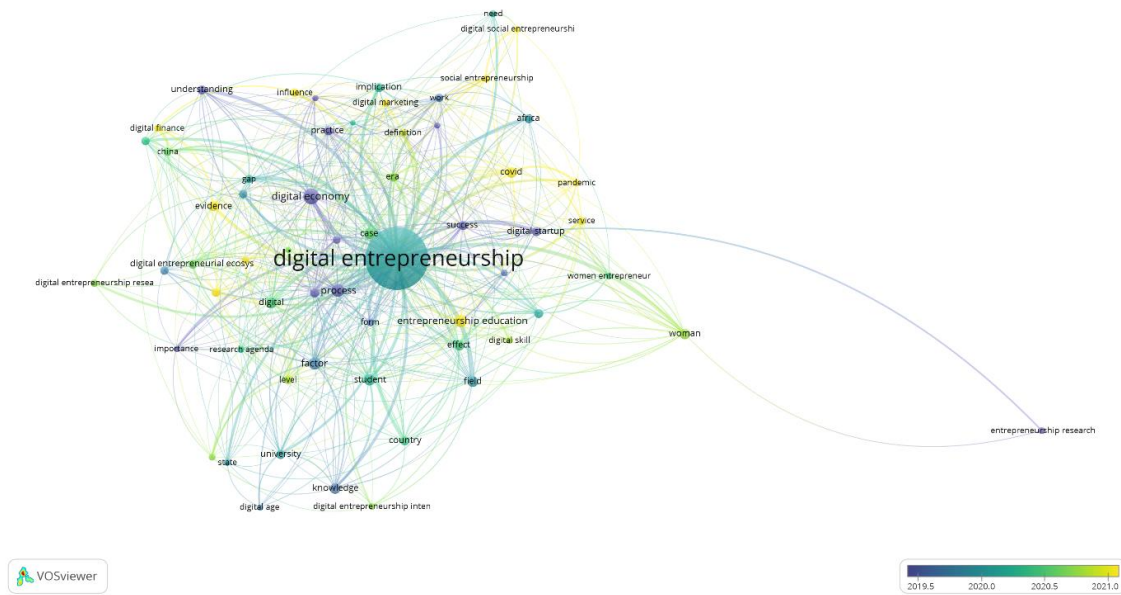 need
digital social entrepreneurshi
social entrepreneurship
understanding
influence
implication
digital marketing
work
africa
digital finance
practice
definition
china
gap
era
covid
pandemic
digital economy
evidence
case
success
service
digital startup
digital entrepreneurship
digital entrepreneurial ecosys
women entrepreneur
digital entrepreneurship resea
process
digital
form
entrepreneurship education
woman
importance
research agenda
effect
digital skill
factor
level
student
field
entrepreneurship research
country
state
university
knowledge
digital age
digital entrepreneurship inten
VOSviewer
2019.5 2020.0 2020.5 2021.0